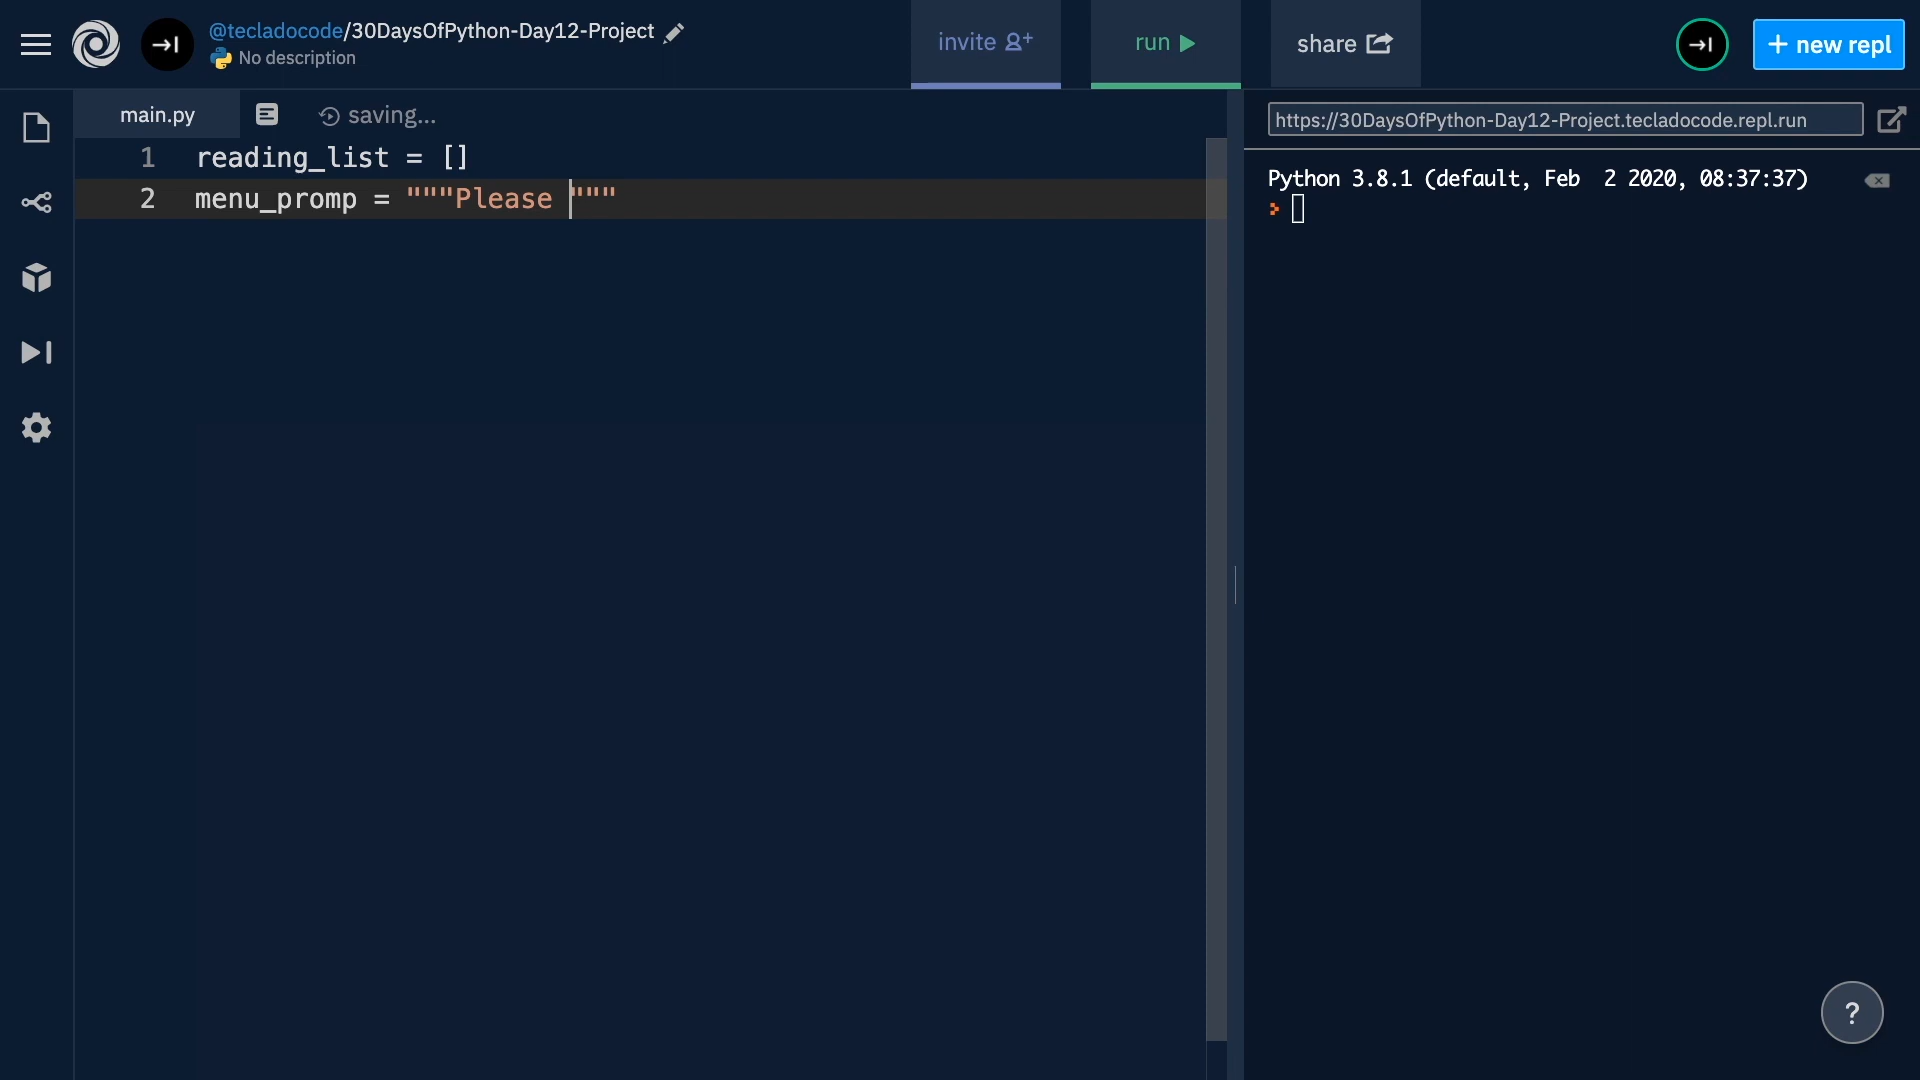 @tecladocode/30DaysOfPython-Day12-Project
No description
invite
run
share
+ new repl
main.py
saving...
https://30DaysOfPython-Day12-Project.tecladocode.repl.run
1 reading_list = []
2 menu_promp = """Please """
Python 3.8.1 (default, Feb  2 2020, 08:37:37)
?